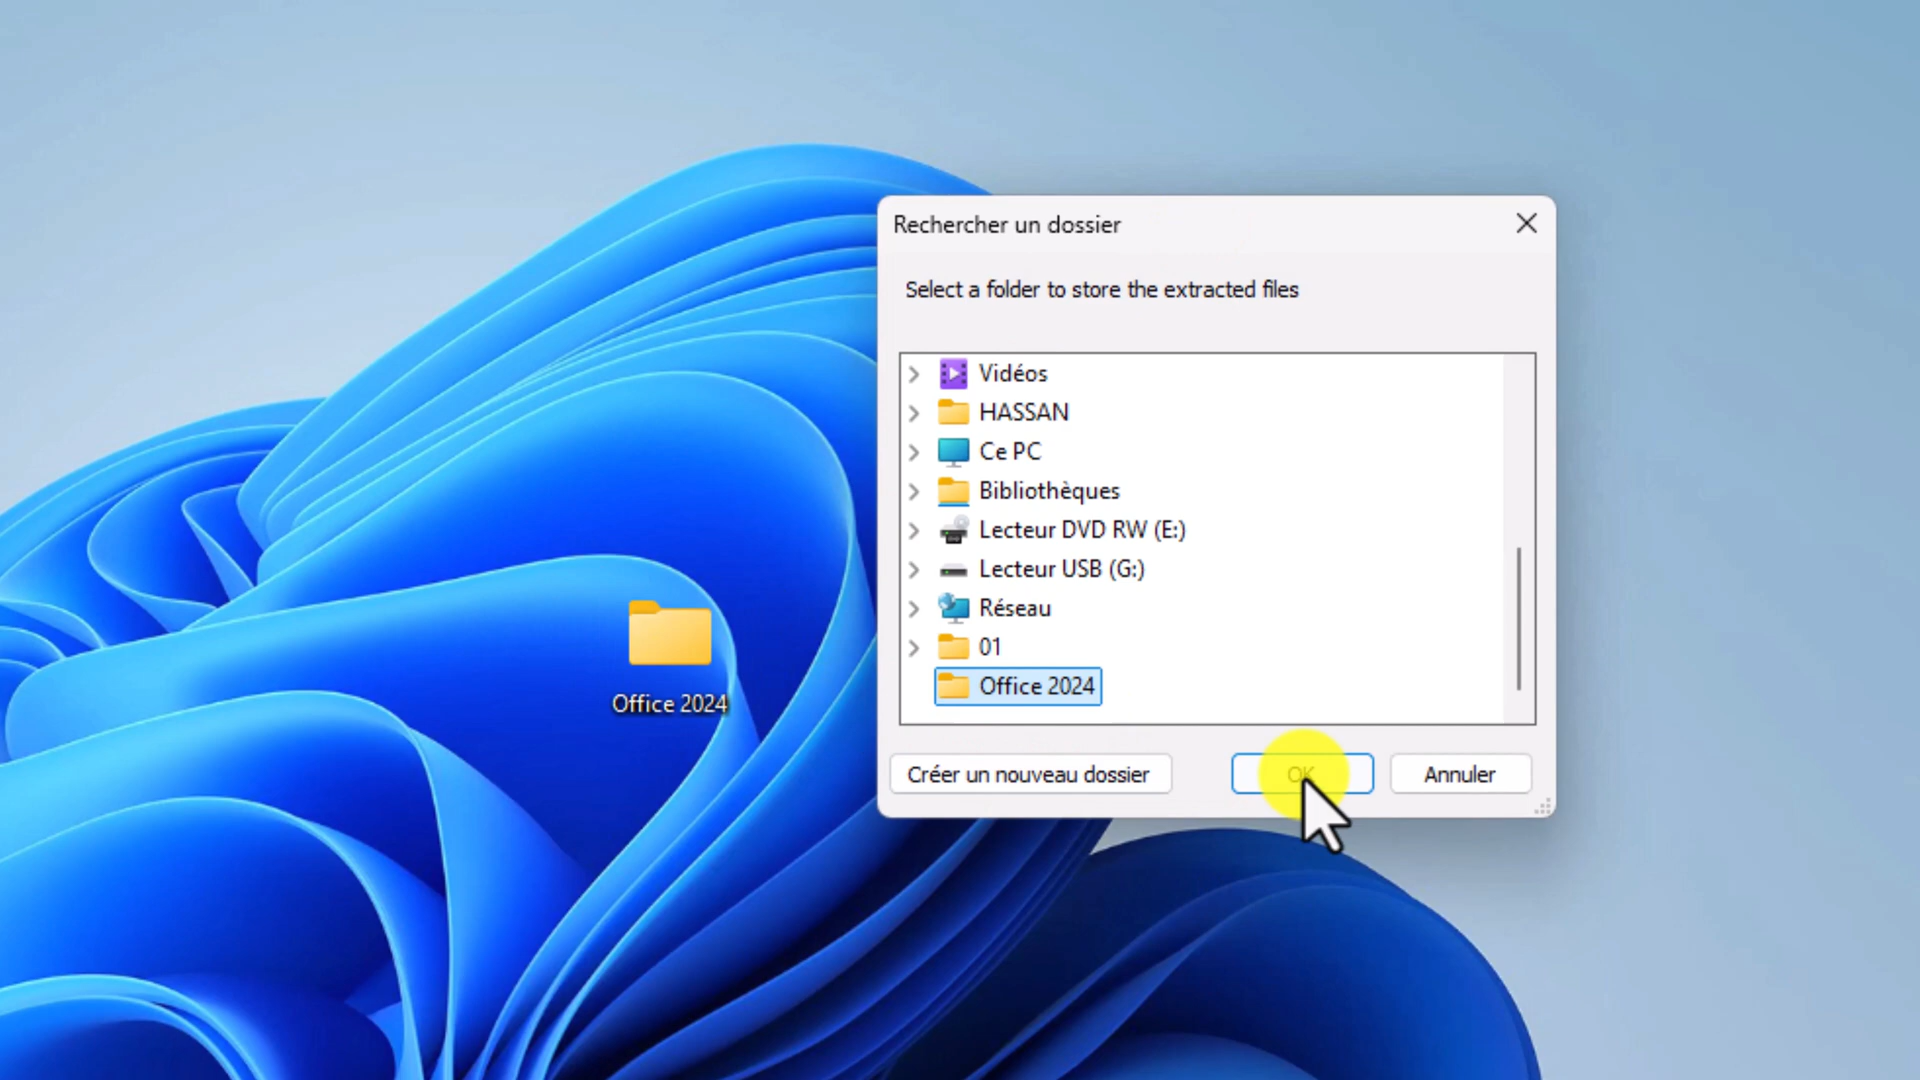 Rechercher un dossier
Select a folder to store the extracted files
Vidéos
HASSAN
Ce PC
Bibliothèques
Lecteur DVD RW (E:)
Lecteur USB (G:)
Réseau
01
Office 2024
Office 2024
Créer un nouveau dossier
OK
Annuler